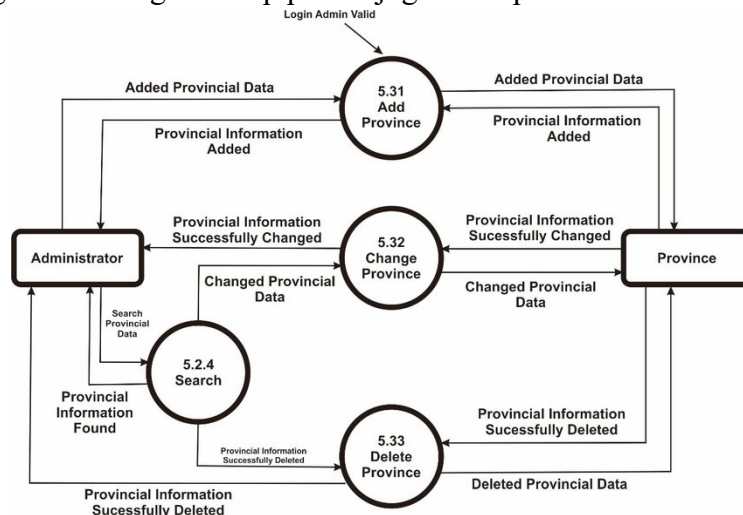 Login Admin Valid
Added Provincial Data
5.31
Add
Province
Added Provincial Data
Provincial Information
Added
Provincial Information
Added
Provincial Information
Successfully Changed
5.32
Change
Province
Provincial Information
Sucessfully Changed
Administrator
Province
Changed Provincial
Data
Changed Provincial
Data
Search
Provincial
Data
5.2.4
Search
Provincial
Information
Found
Provincial Information
Sucessfully Deleted
5.33
Delete
Province
Provincial Information
Successfully Deleted
Deleted Provincial Data
Provincial Information
Sucessfully Deleted